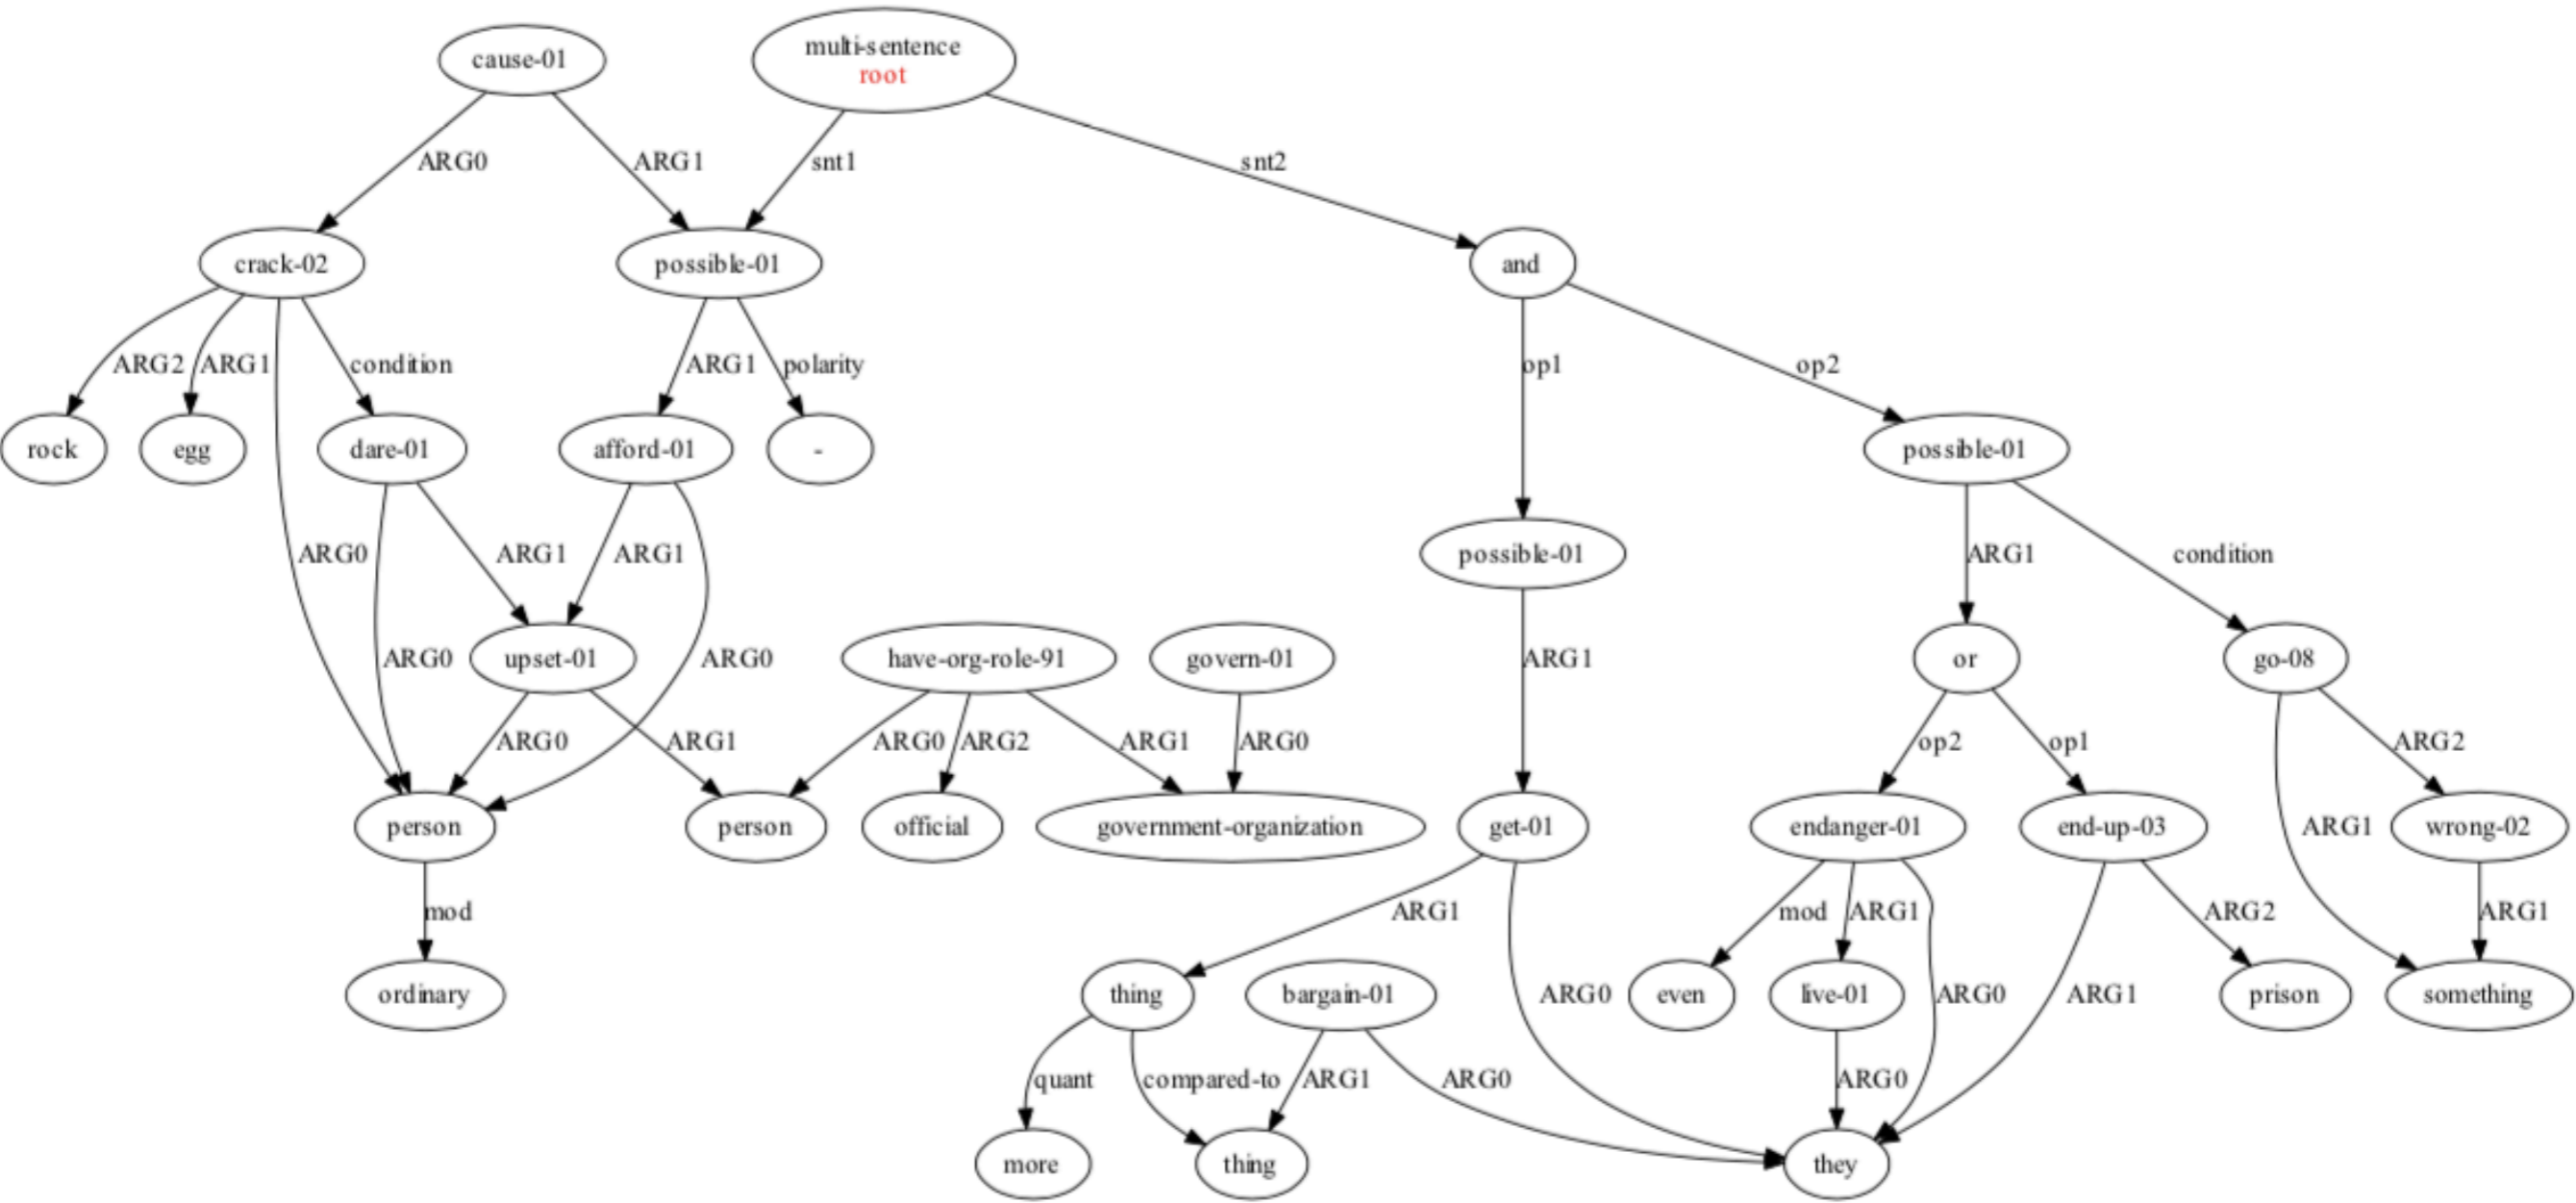 cause-01
multi-sentence
root
ARG0
ARG1
snt1
snt2
crack-02
possible-01
and
ARG2
ARG1
condition
ARG1
polarity
op1
op2
rock
egg
dare-01
afford-01
-
possible-01
ARG0
ARG1
ARG1
possible-01
ARG1
condition
ARG0
upset-01
ARG0
have-org-role-91
govern-01
ARG1
or
go-08
ARG0
ARG1
ARG0
ARG2
ARG1
ARG0
op2
op1
ARG2
person
person
official
government-organization
get-01
endanger-01
end-up-03
ARG1
wrong-02
mod
ARG1
mod
ARG1
ARG2
ARG1
ordinary
thing
bargain-01
ARG0
even
live-01
ARG0
ARG1
prison
something
quant
compared-to
ARG1
ARG0
ARG0
more
thing
they